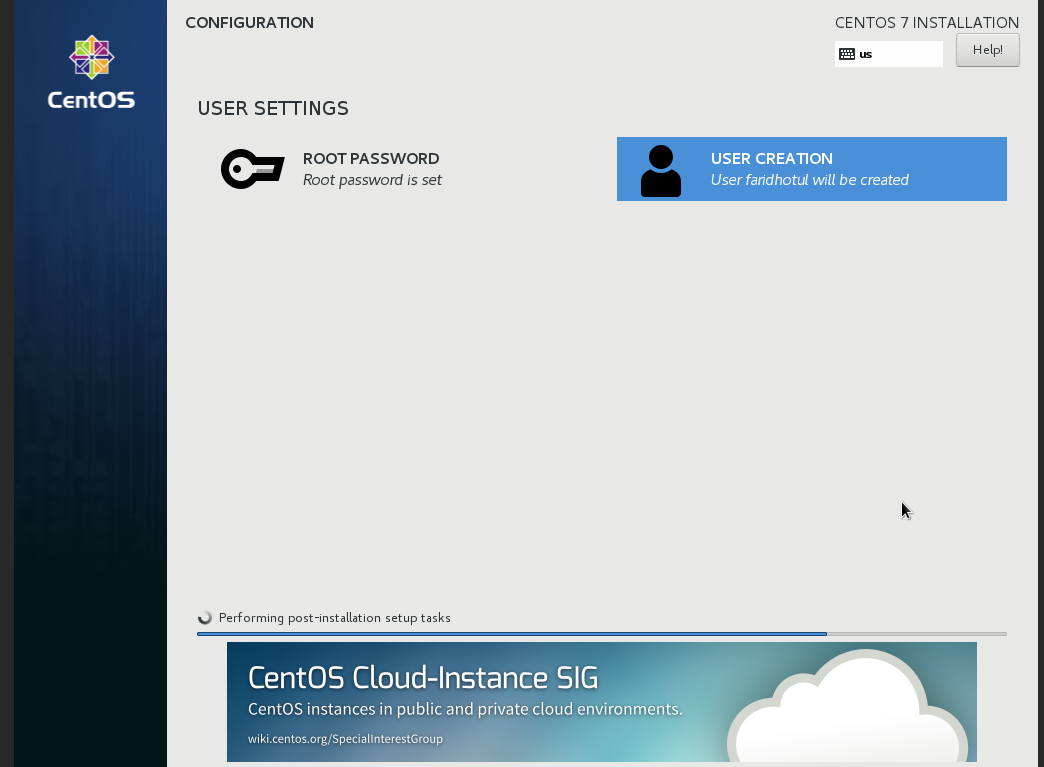 CentOS
CONFIGURATION
CENTOS 7 INSTALLATION
us
Help!
USER SETTINGS
ROOT PASSWORD
Root password is set
USER CREATION
User faridhotul will be created
Performing post-installation setup tasks
CentOS Cloud-Instance SIG
CentOS instances in public and private cloud environments.
wiki.centos.org/SpecialInterestGroup